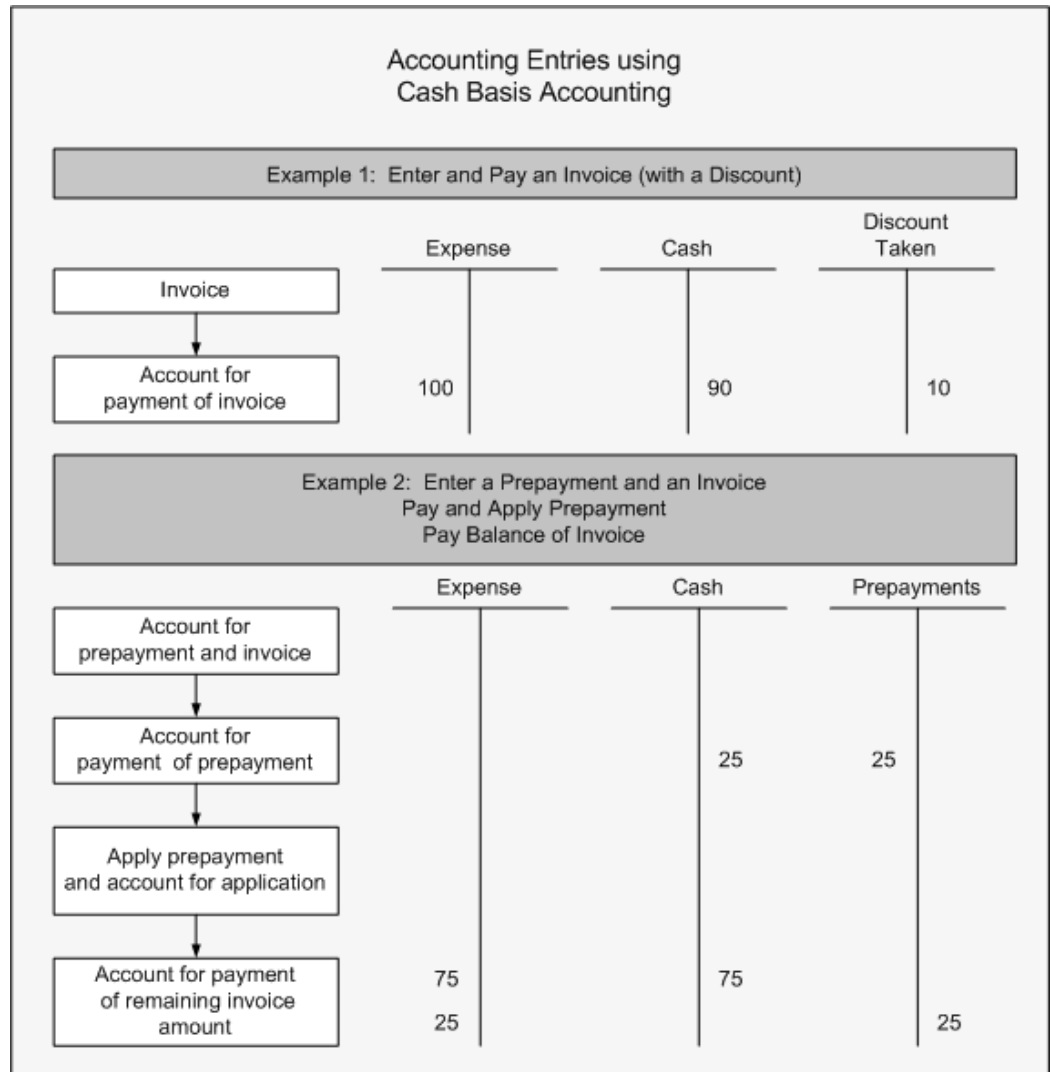 Accounting Entries using
Cash Basis Accounting
Example 1: Enter and Pay an Invoice (with a Discount)
Expense
Cash
Discount
Taken
Invoice
Account for
payment of invoice
100
90
10
Example 2: Enter a Prepayment and an Invoice
Pay and Apply Prepayment
Pay Balance of Invoice
Expense
Cash
Prepayments
Account for
prepayment and invoice
Account for
payment of prepayment
25
25
Apply prepayment
and account for application
Account for payment
of remaining invoice
amount
75
75
25
25